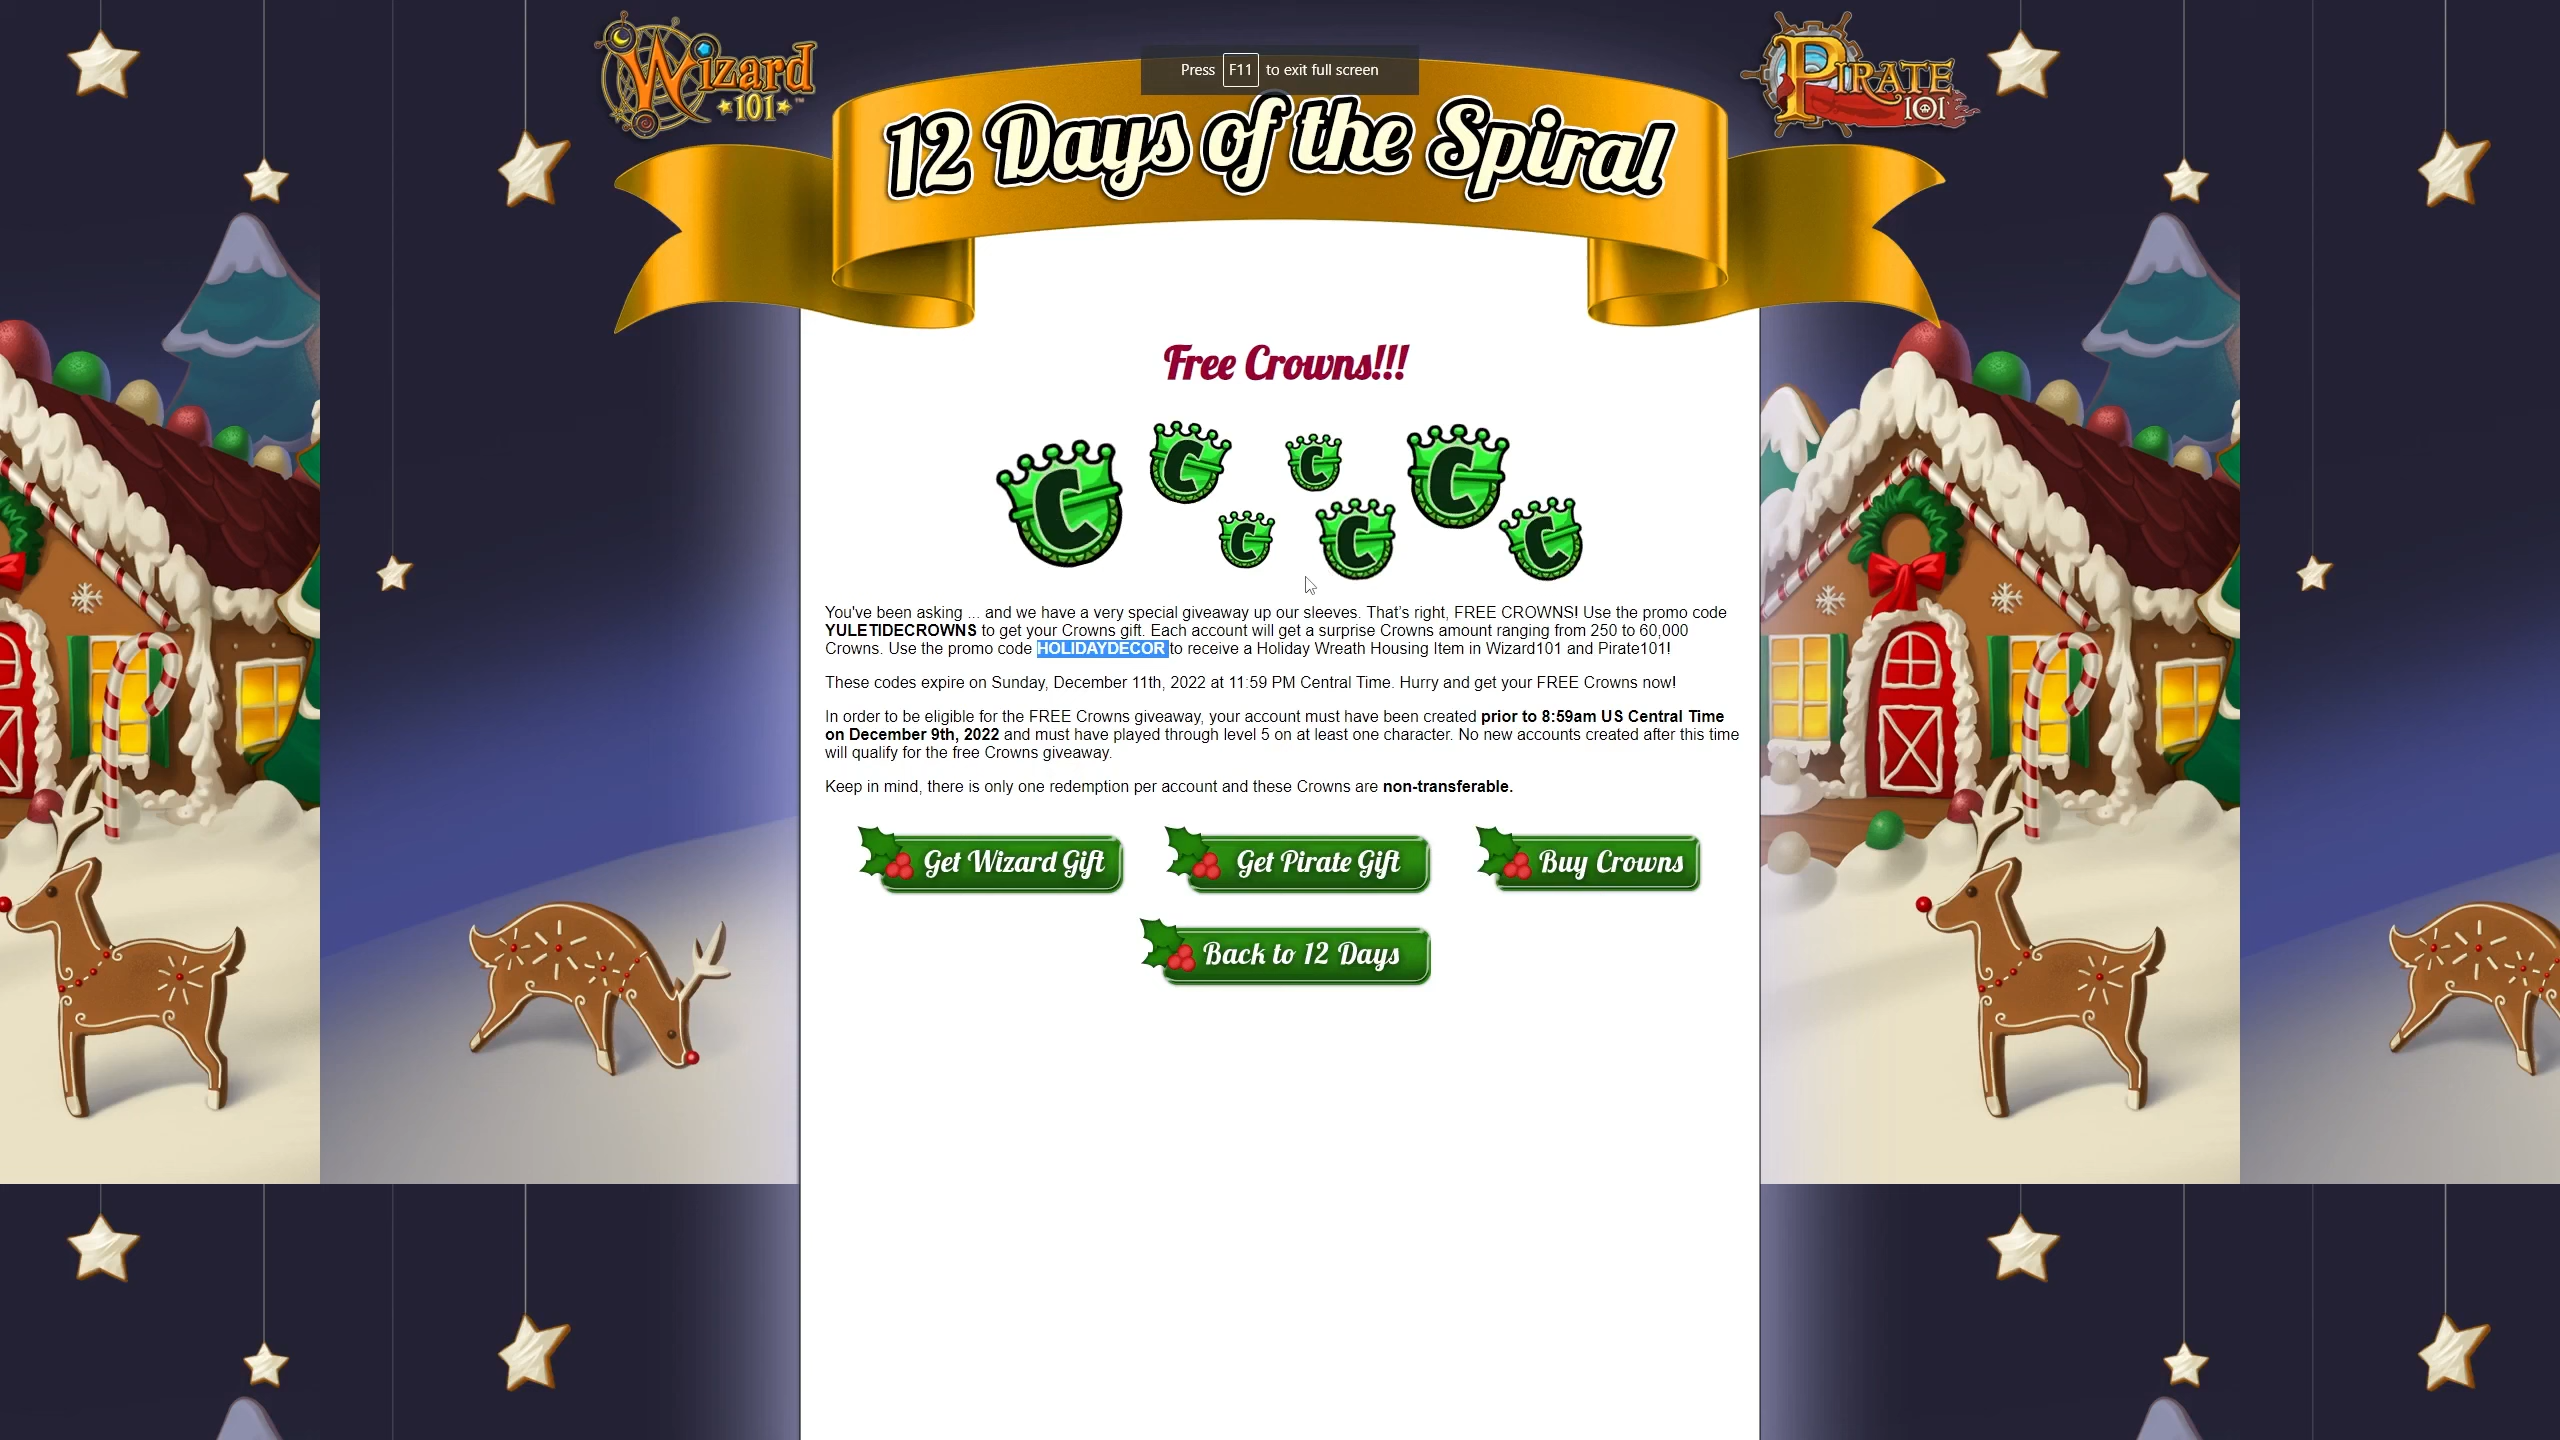 Wizard
101™
Pirate
101
Press F11 to exit full screen
12 Days of the Spiral
Free Crowns!!!
C C C C C C C
You've been asking ... and we have a very special giveaway up our sleeves. That's right, FREE CROWNS! Use the promo code
YULETIDECROWNS to get your Crowns gift. Each account will get a surprise Crowns amount ranging from 250 to 60,000
Crowns. Use the promo code HOLIDAYDECOR to receive a Holiday Wreath Housing Item in Wizard101 and Pirate101!
These codes expire on Sunday, December 11th, 2022 at 11:59 PM Central Time. Hurry and get your FREE Crowns now!
In order to be eligible for the FREE Crowns giveaway, your account must have been created prior to 8:59am US Central Time
on December 9th, 2022 and must have played through level 5 on at least one character. No new accounts created after this time
will qualify for the free Crowns giveaway.
Keep in mind, there is only one redemption per account and these Crowns are non-transferable.
Get Wizard Gift
Get Pirate Gift
Buy Crowns
Back to 12 Days